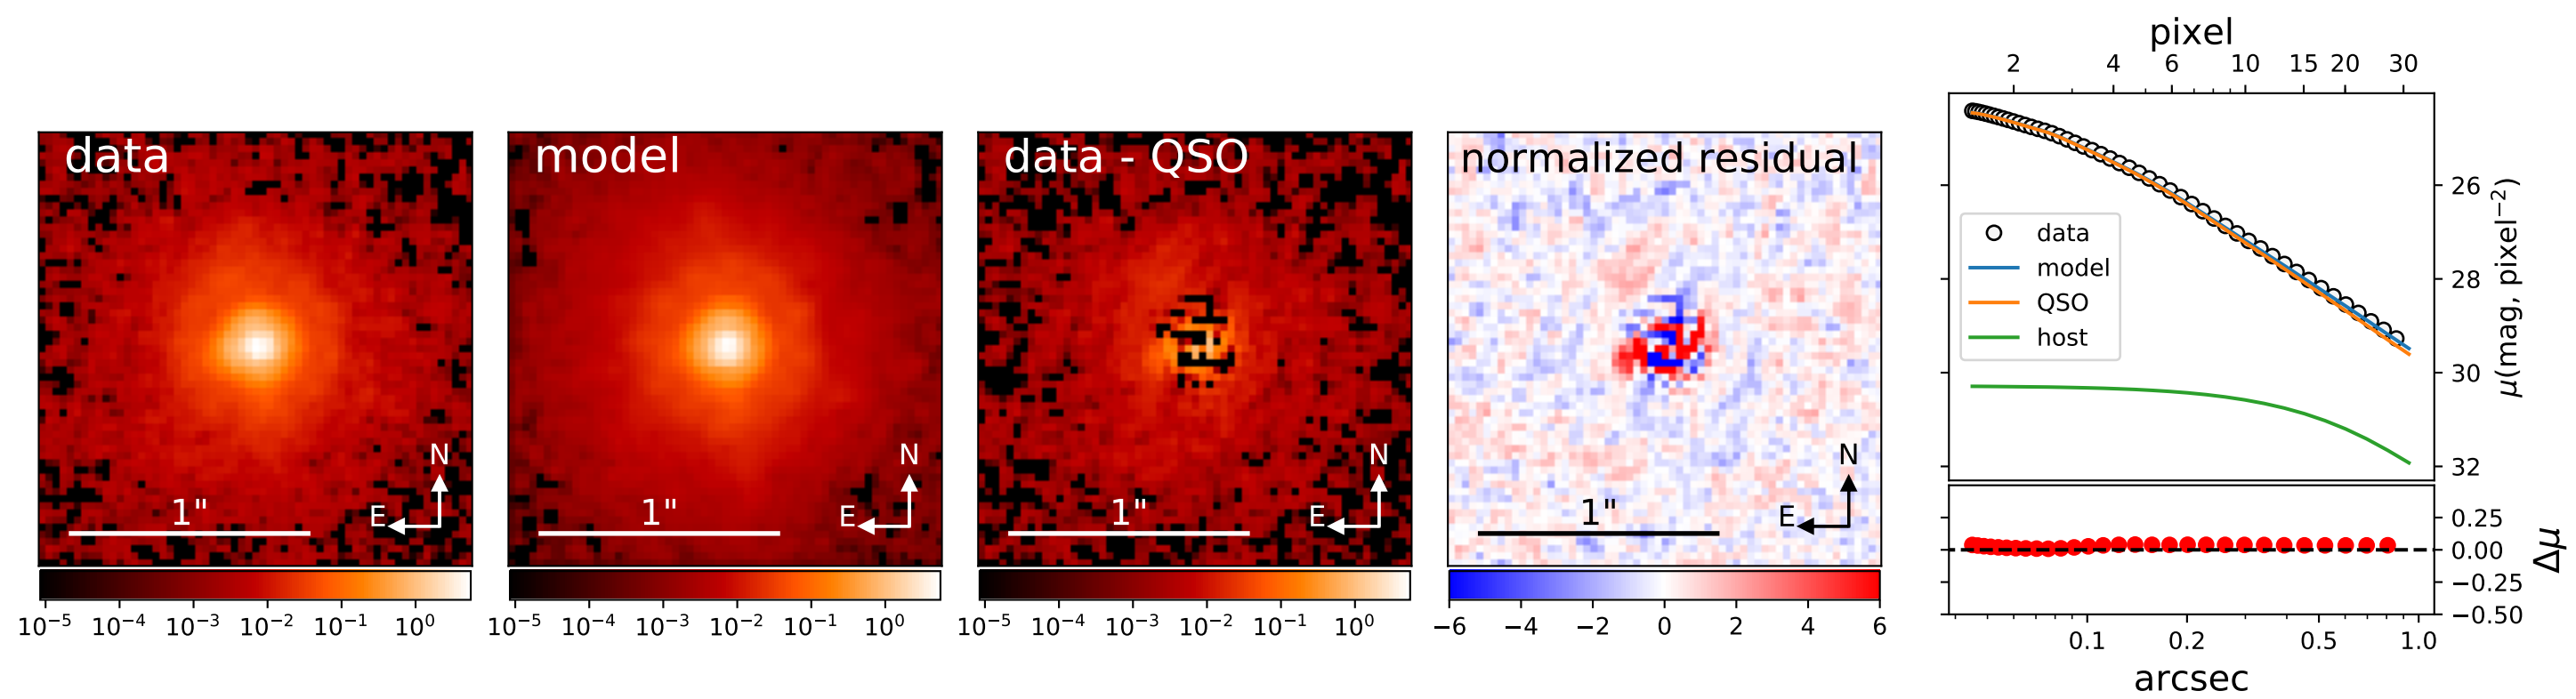 data
N
E
1"
10⁻⁵ 10⁻⁴ 10⁻³ 10⁻² 10⁻¹ 10⁰
model
N
E
1"
10⁻⁵ 10⁻⁴ 10⁻³ 10⁻² 10⁻¹ 10⁰
data - QSO
N
E
1"
10⁻⁵ 10⁻⁴ 10⁻³ 10⁻² 10⁻¹ 10⁰
normalized residual
N
E
1"
−6 −4 −2 0 2 4 6
pixel
2 4 6 10 15 20 30
data
model
QSO
host
26
28
30
32
μ(mag, pixel⁻²)
0.25
0.00
−0.25
−0.50
Δμ
0.1 0.2 0.5 1.0
arcsec